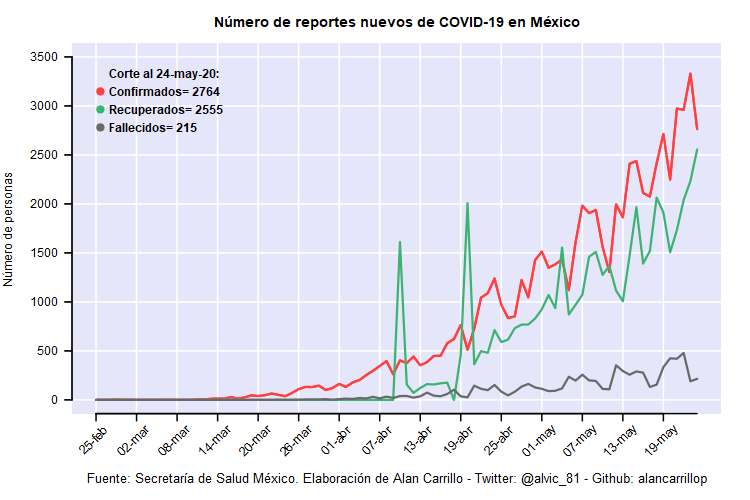 Número de reportes nuevos de COVID-19 en México
Número de personas
3500
3000
2500
2000
1500
1000
500
0
Corte al 24-may-20:
Confirmados= 2764
Recuperados= 2555
Fallecidos= 215
25-feb
02-mar
08-mar
14-mar
20-mar
26-mar
01-abr
07-abr
13-abr
19-abr
25-abr
01-may
07-may
13-may
19-may
Fuente: Secretaría de Salud México. Elaboración de Alan Carrillo - Twitter: @alvic_81 - Github: alancarrillop